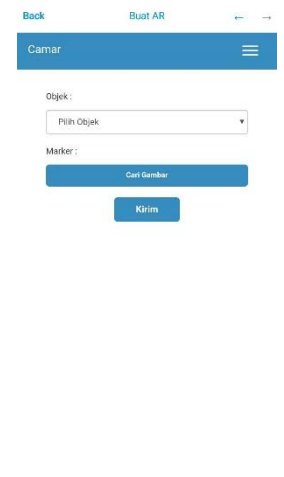 Back Buat AR ← →
Camar
Objek :
Pilih Objek
Marker :
Cari Gambar
Kirim